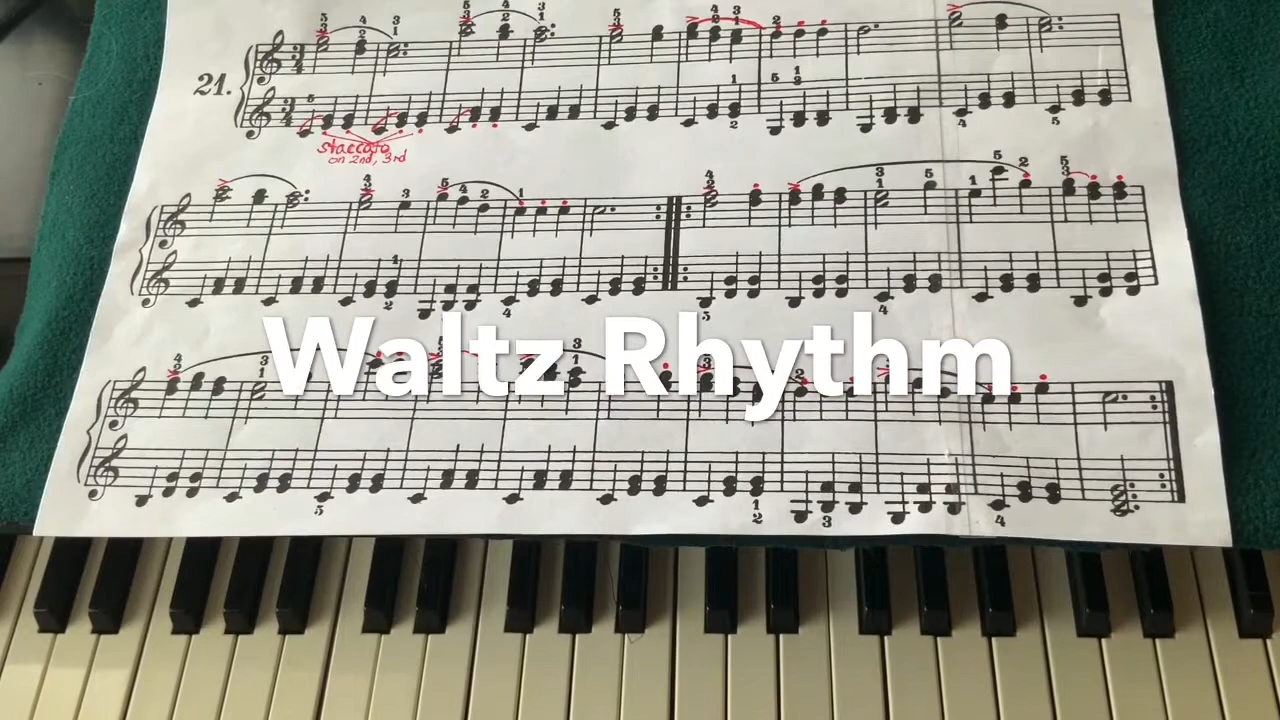 21.
staccato
on 2nd, 3rd
Waltz Rhythm